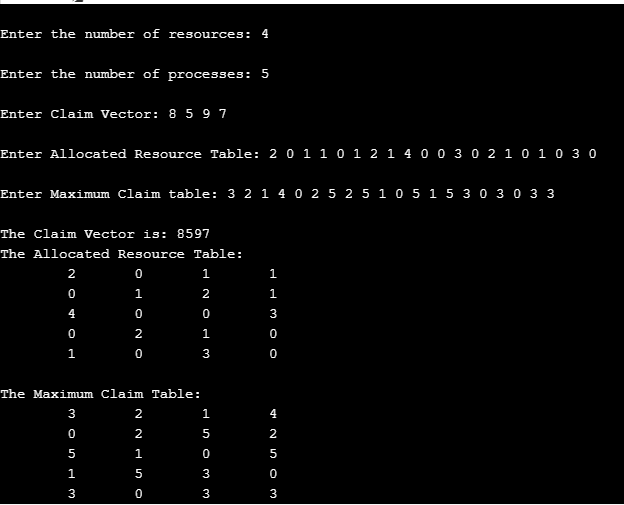 Enter the number of resources: 4
Enter the number of processes: 5
Enter Claim Vector: 8 5 9 7
Enter Allocated Resource Table: 2 0 1 1 0 1 2 1 4 0 0 3 0 2 1 0 1 0 3 0
Enter Maximum Claim table: 3 2 1 4 0 2 5 2 5 1 0 5 1 5 3 0 3 0 3 3
The Claim Vector is: 8597
The Allocated Resource Table:
2 0 1 1
0 1 2 1
4 0 0 3
0 2 1 0
1 0 3 0
The Maximum Claim Table:
3 2 1 4
0 2 5 2
5 1 0 5
1 5 3 0
3 0 3 3